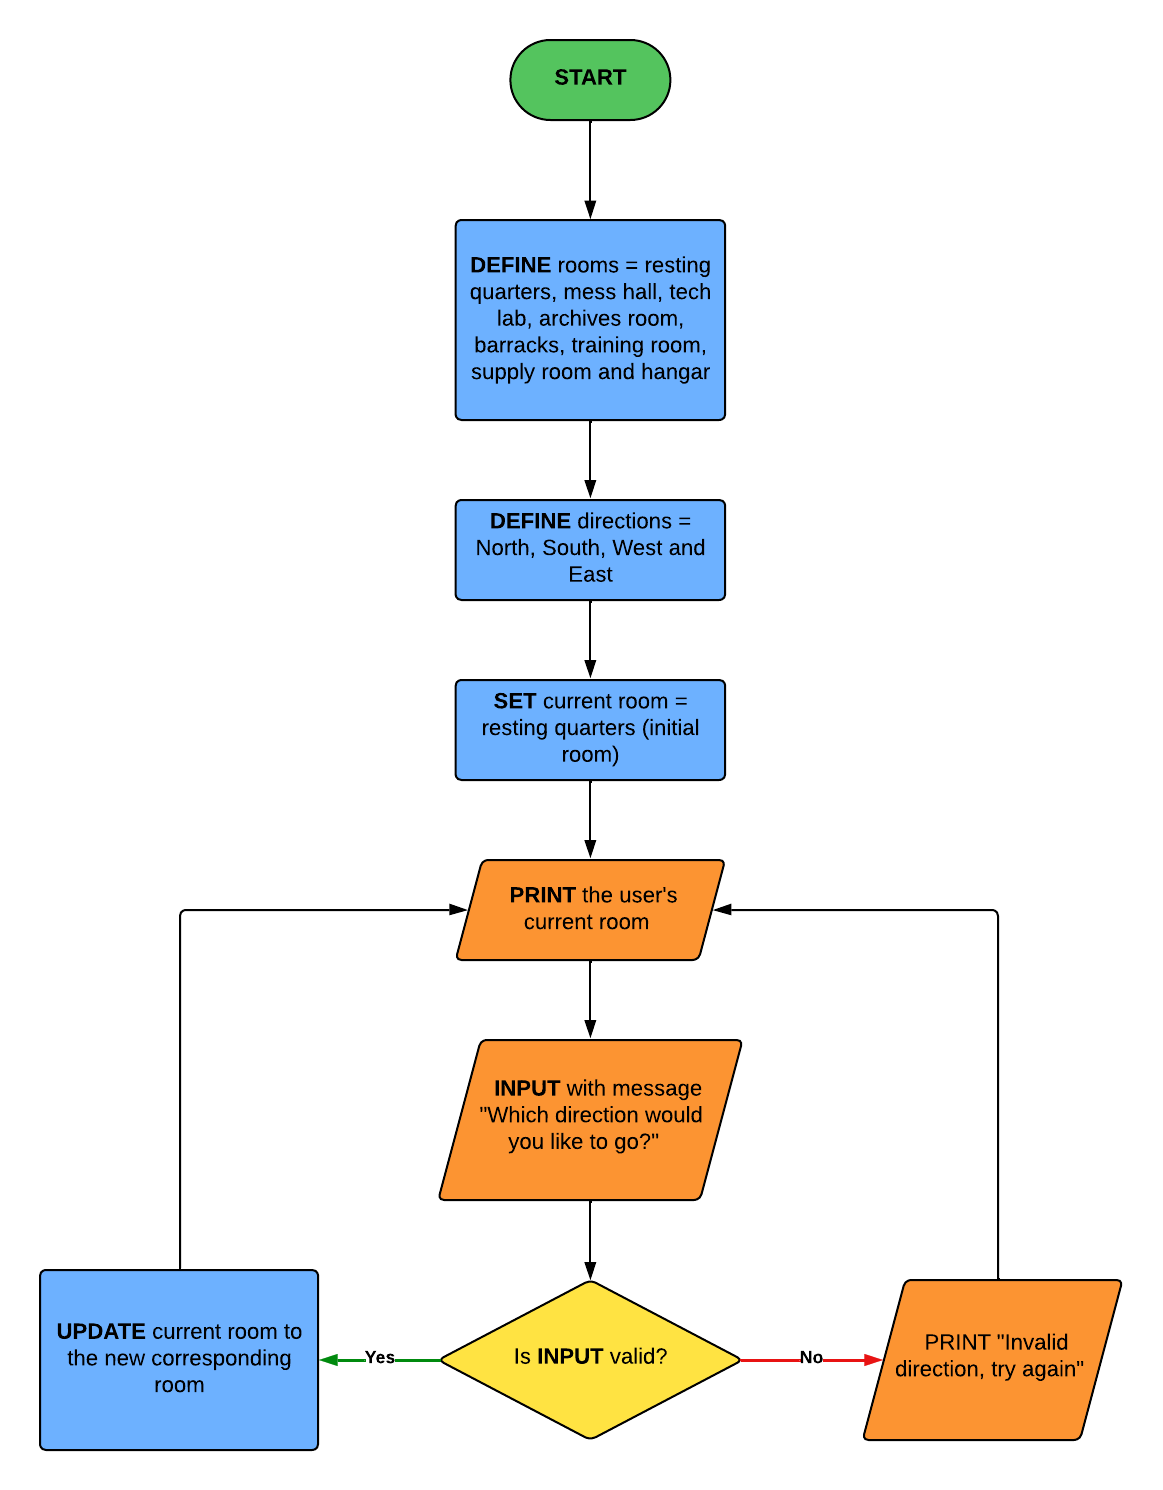 START
DEFINE rooms = resting
quarters, mess hall, tech
lab, archives room,
barracks, training room,
supply room and hangar
DEFINE directions =
North, South, West and
East
SET current room =
resting quarters (initial
room)
PRINT the user's
current room
INPUT with message
"Which direction would
you like to go?"
Is INPUT valid?
Yes
UPDATE current room to
the new corresponding
room
No
PRINT "Invalid
direction, try again"